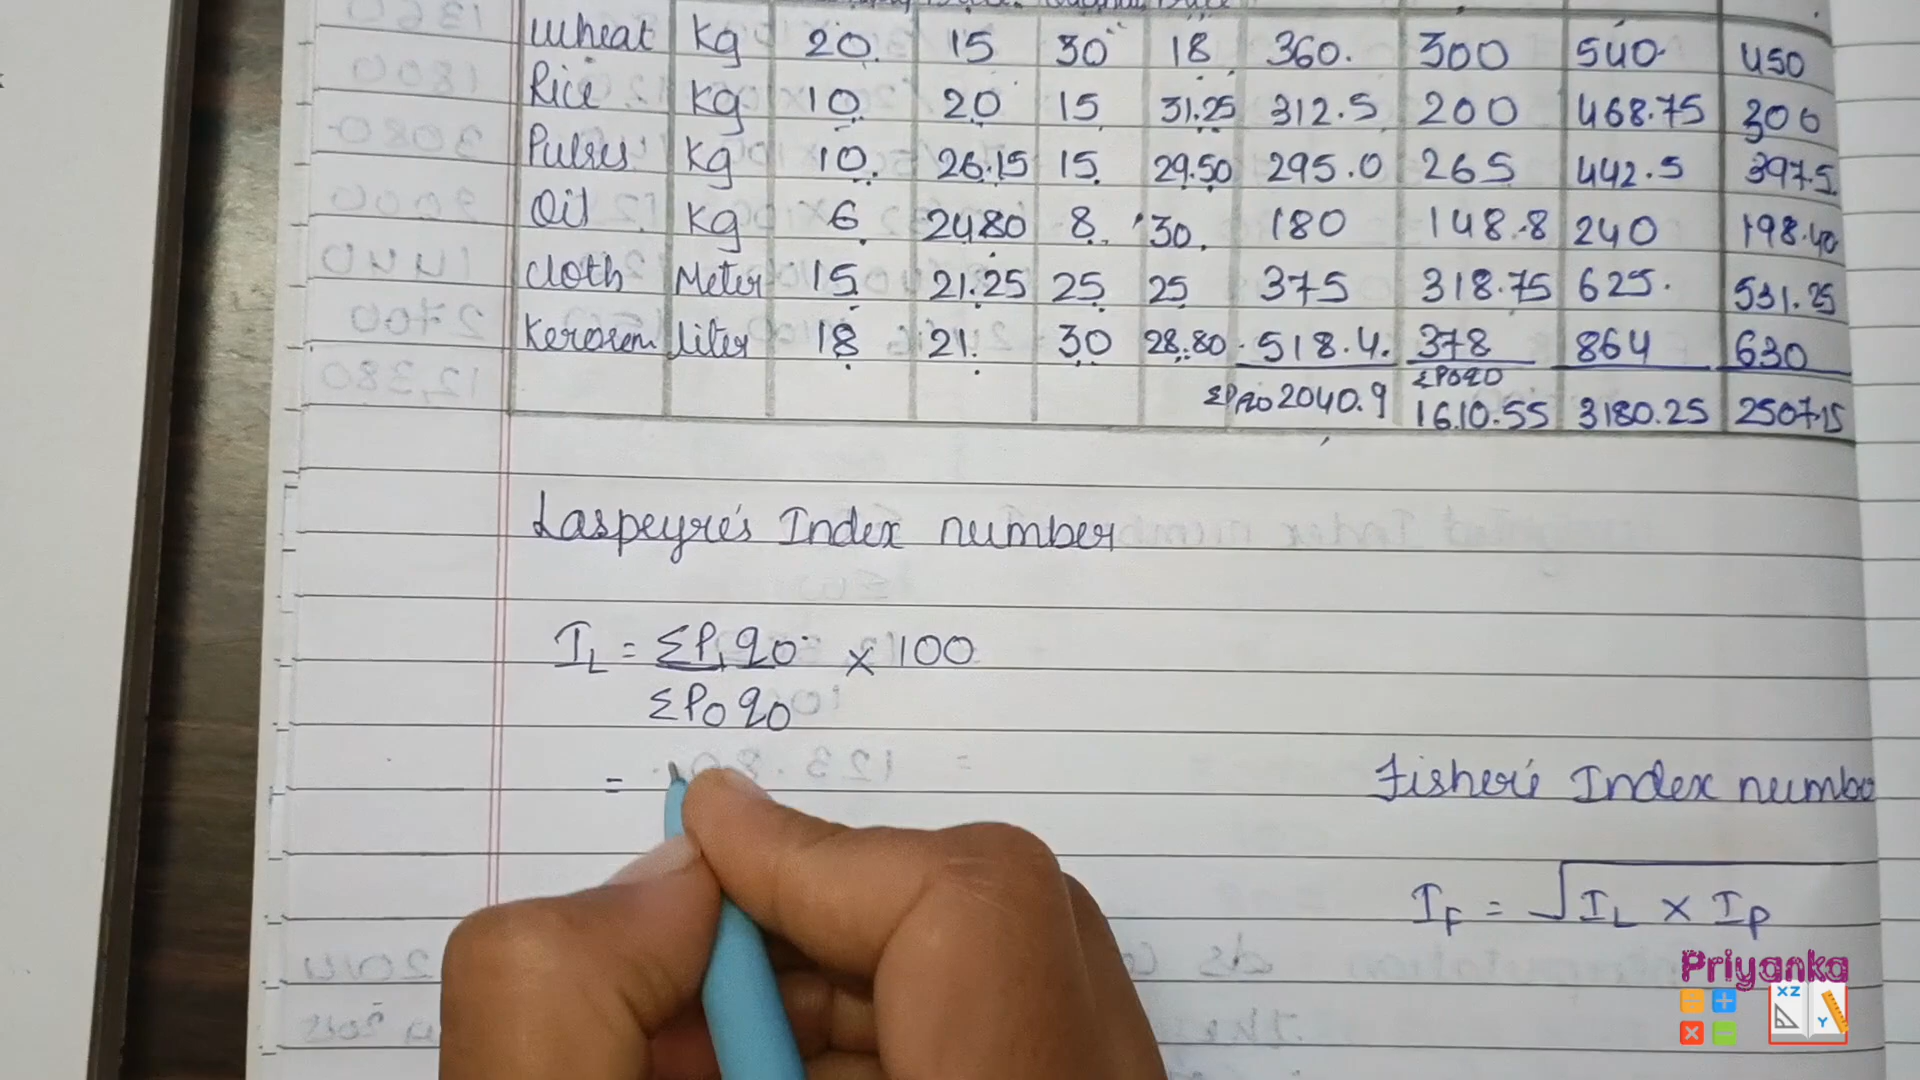 Wheat Kg 20. 15 30 18 360. 300 540 450
Rice Kg 10 20 15 31.25 312.5 200 468.75 300
Pulses Kg 10. 26.15 15 29.50 295.0 265 442.5 397.5
Oil Kg 6 24.80 8 30. 180 148.8 240 198.40
cloth Meter 15 21.25 25 25 375 318.75 625. 531.25
Kerosen liter 18 21. 30 28.80 518.4. 378 864 630
ΣP1q0 2040.9 ΣP0q0 1610.55 3180.25 2507.15
Laspeyre's Index number
IL = ΣP1q0 × 100
ΣP0q0
=
Fisher's Index numbe
IF = √IL × IP
Priyanka
XZ
Y